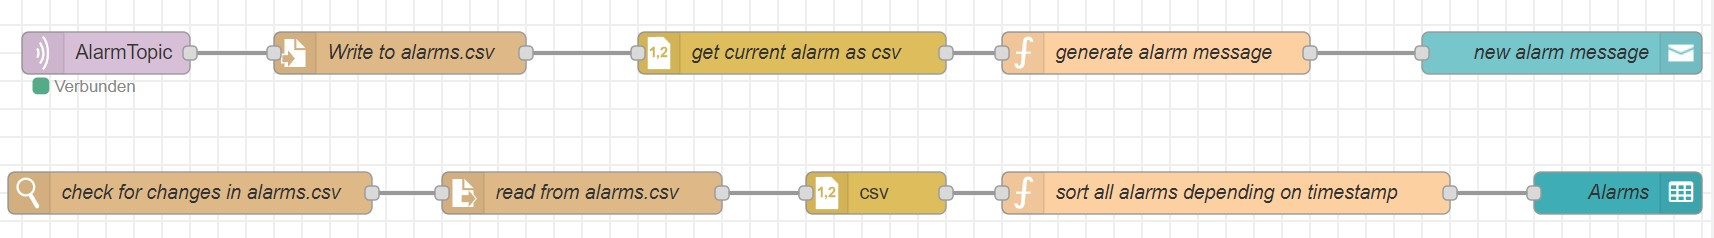 AlarmTopic
Write to alarms.csv
1,2
get current alarm as csv
generate alarm message
new alarm message
Verbunden
check for changes in alarms.csv
read from alarms.csv
1,2
csv
sort all alarms depending on timestamp
Alarms